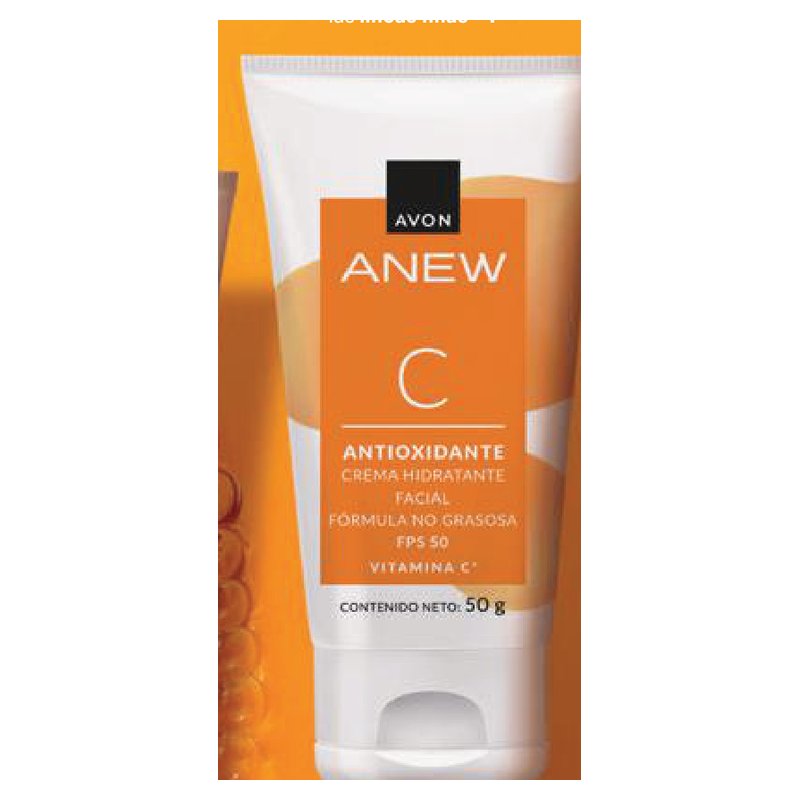 AVON
ANEW
C
ANTIOXIDANTE
CREMA HIDRATANTE
FACIAL
FÓRMULA NO GRASOSA
FPS 50
VITAMINA C*
CONTENIDO NETO: 50 g